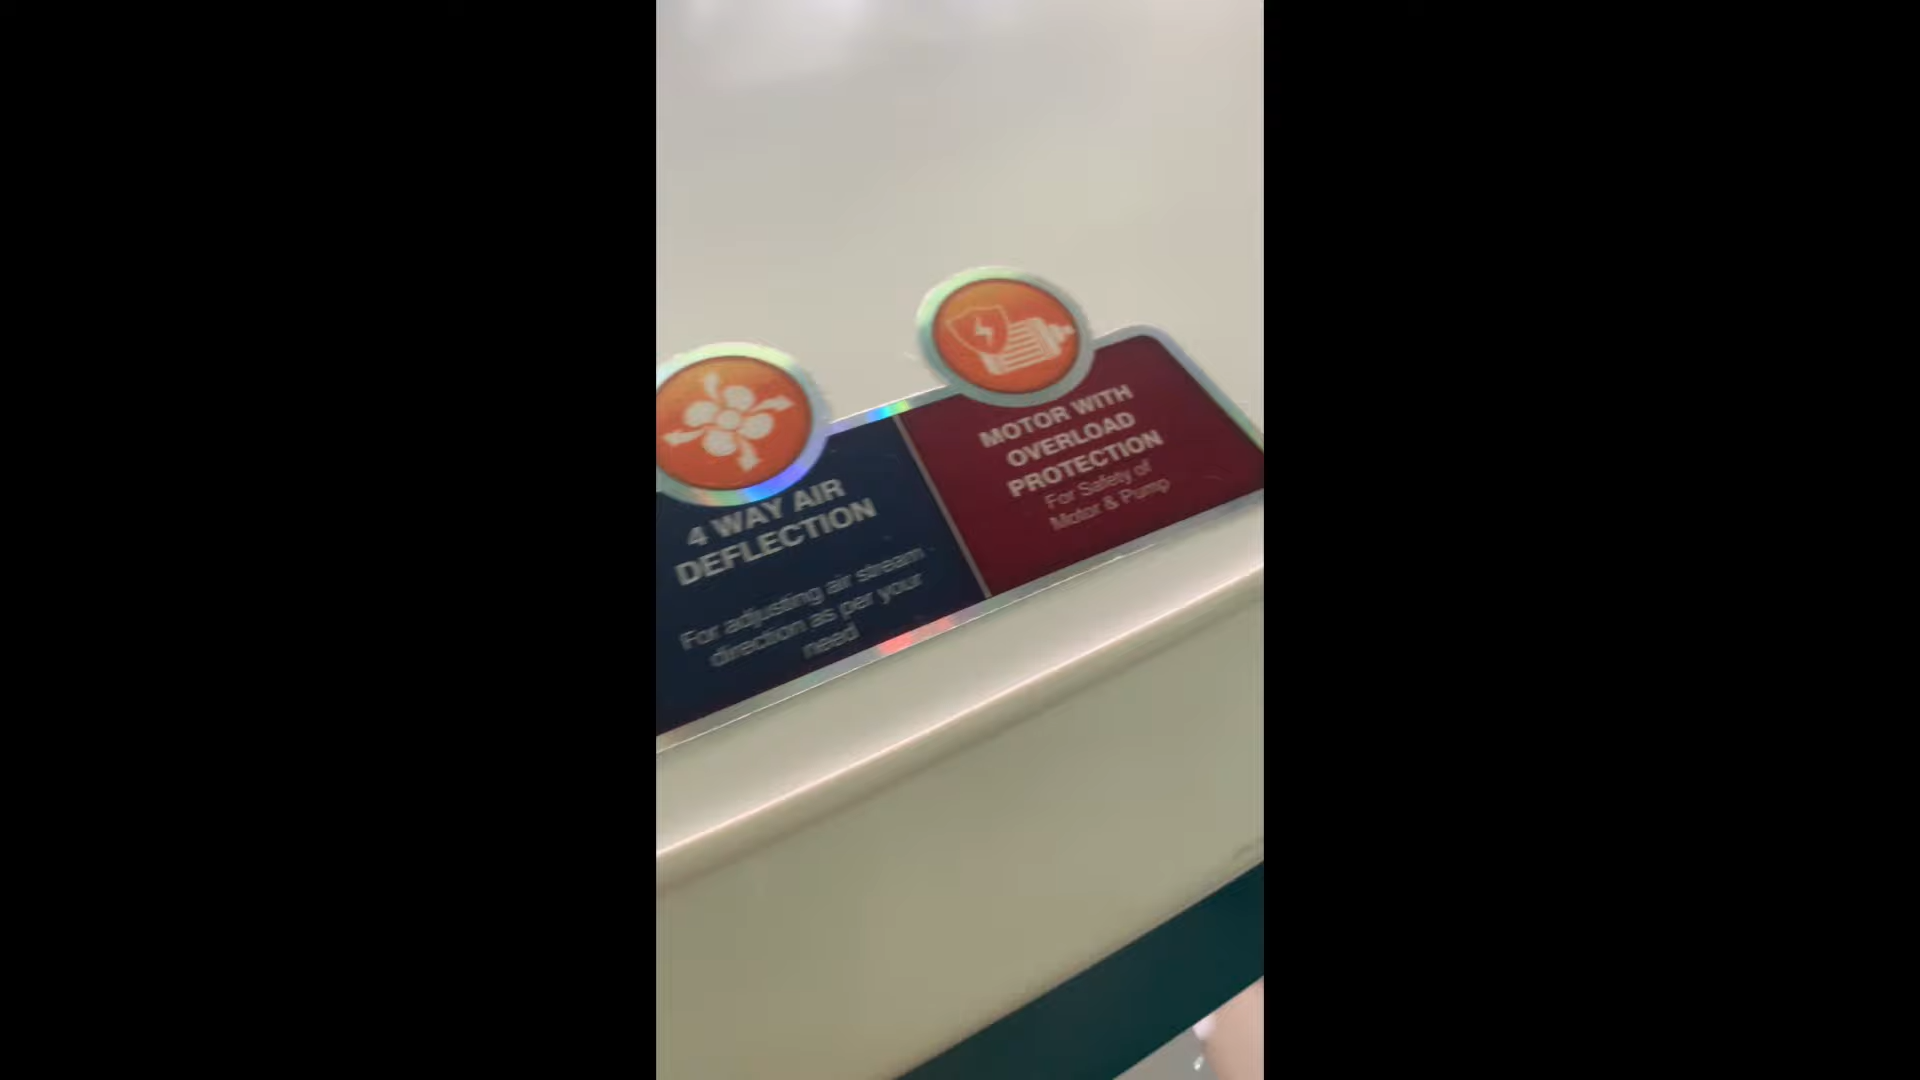 4 WAY AIR
DEFLECTION
For adjusting air stream
direction as per your
need
MOTOR WITH
OVERLOAD
PROTECTION
For Safety of
Motor & Pump